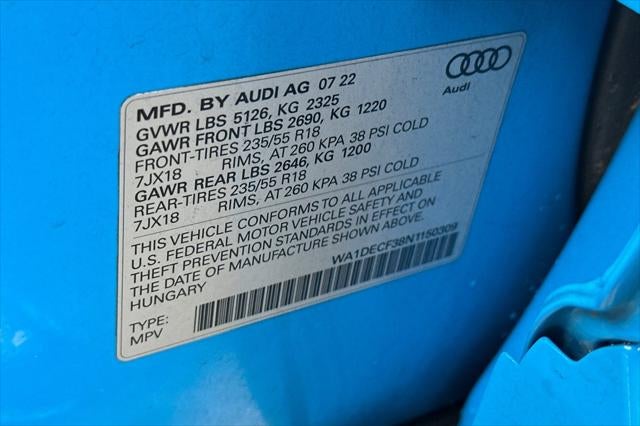 MFD. BY AUDI AG 07 22
GVWR LBS 5126, KG 2325
GAWR FRONT LBS 2690, KG 1220
FRONT-TIRES 235/55 R18
7JX18 RIMS, AT 260 KPA 38 PSI COLD
GAWR REAR LBS 2646, KG 1200
REAR-TIRES 235/55 R18
7JX18 RIMS, AT 260 KPA 38 PSI COLD
THIS VEHICLE CONFORMS TO ALL APPLICABLE
U.S. FEDERAL MOTOR VEHICLE SAFETY AND
THEFT PREVENTION STANDARDS IN EFFECT ON
THE DATE OF MANUFACTURE SHOWN ABOVE.
HUNGARY
WA1DECF38N1150309
TYPE:
MPV
Audi